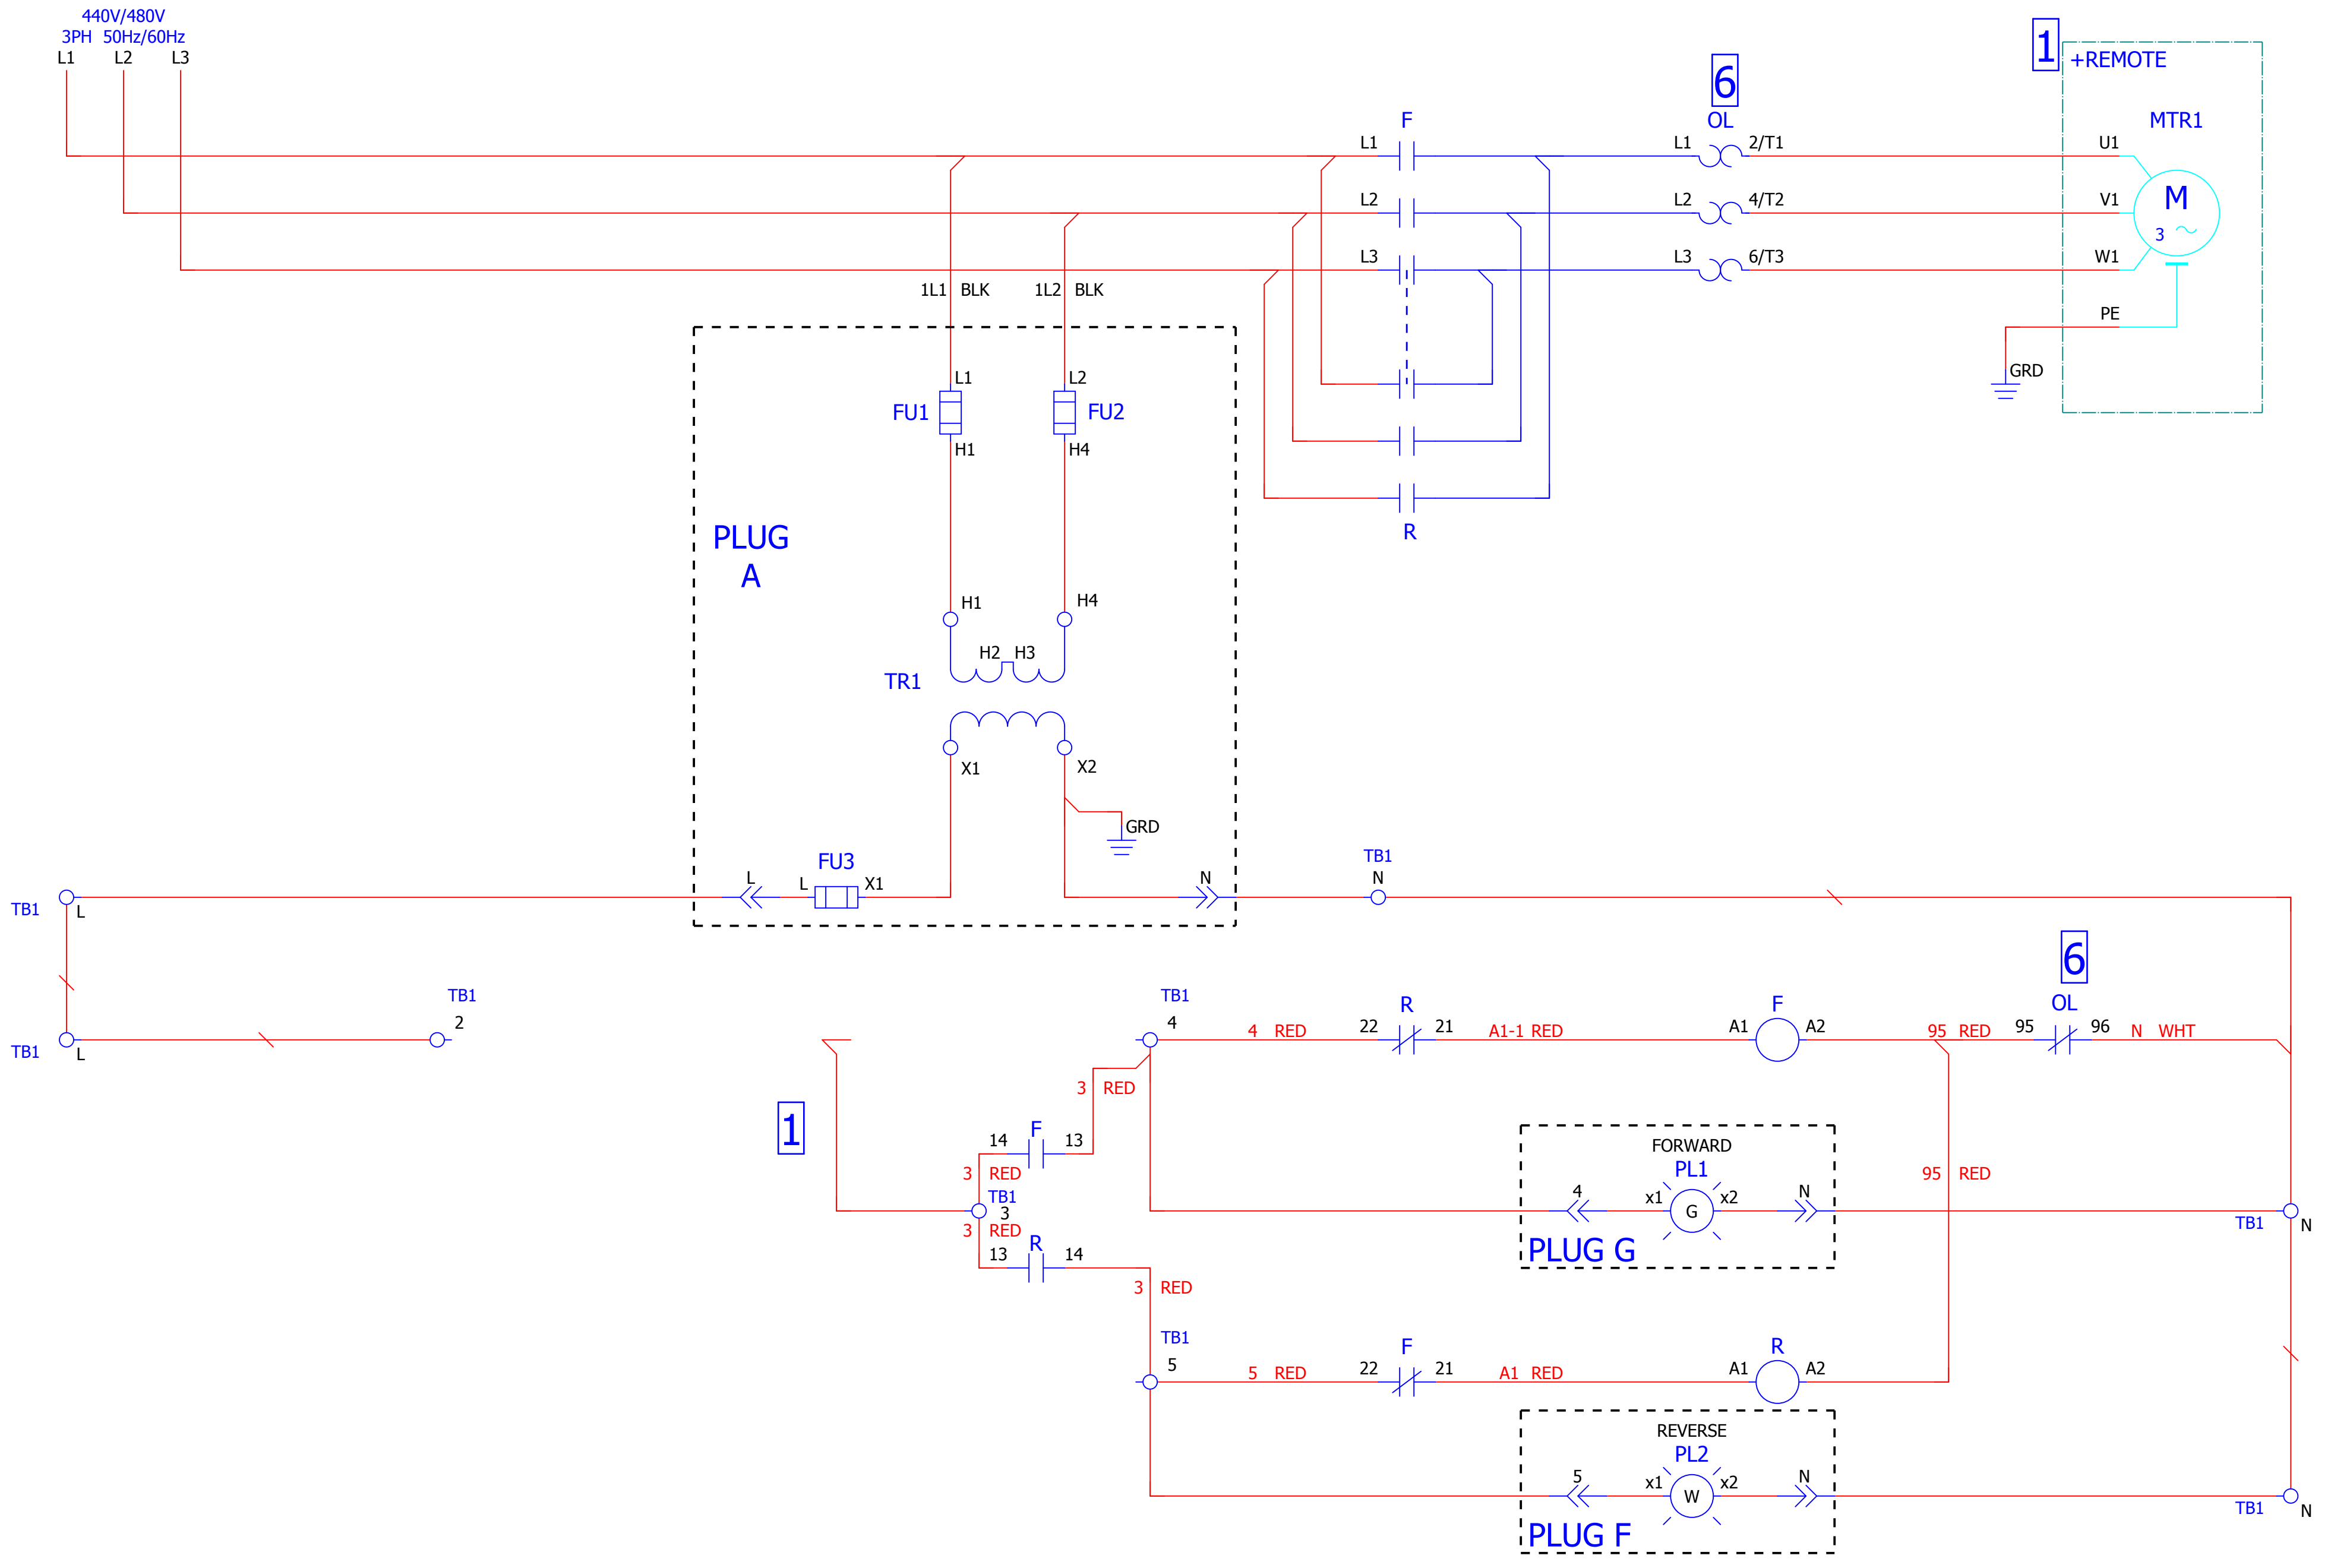 440V/480V
3PH 50Hz/60Hz
L1 L2 L3
1
+REMOTE
6
F
OL
MTR1
L1
L1
2/T1
U1
L2
L2
4/T2
V1
M
3
L3
L3
6/T3
W1
1L1 BLK
1L2 BLK
PE
GRD
L1
L2
FU1
FU2
H1
H4
R
PLUG
A
H1
H4
H2 H3
TR1
X1
X2
GRD
FU3
L
L
X1
N
TB1
N
TB1
L
6
TB1
2
TB1
4
4 RED
R
22
21
A1-1 RED
F
A1
A2
95 RED
OL
95
96
N WHT
TB1
L
3 RED
1
F
14
13
3 RED
TB1
3
3 RED
R
13
14
3 RED
FORWARD
PL1
4
x1
x2
N
G
PLUG G
95 RED
TB1
N
TB1
5
5 RED
F
22
21
A1 RED
R
A1
A2
REVERSE
PL2
5
x1
x2
N
W
PLUG F
TB1
N